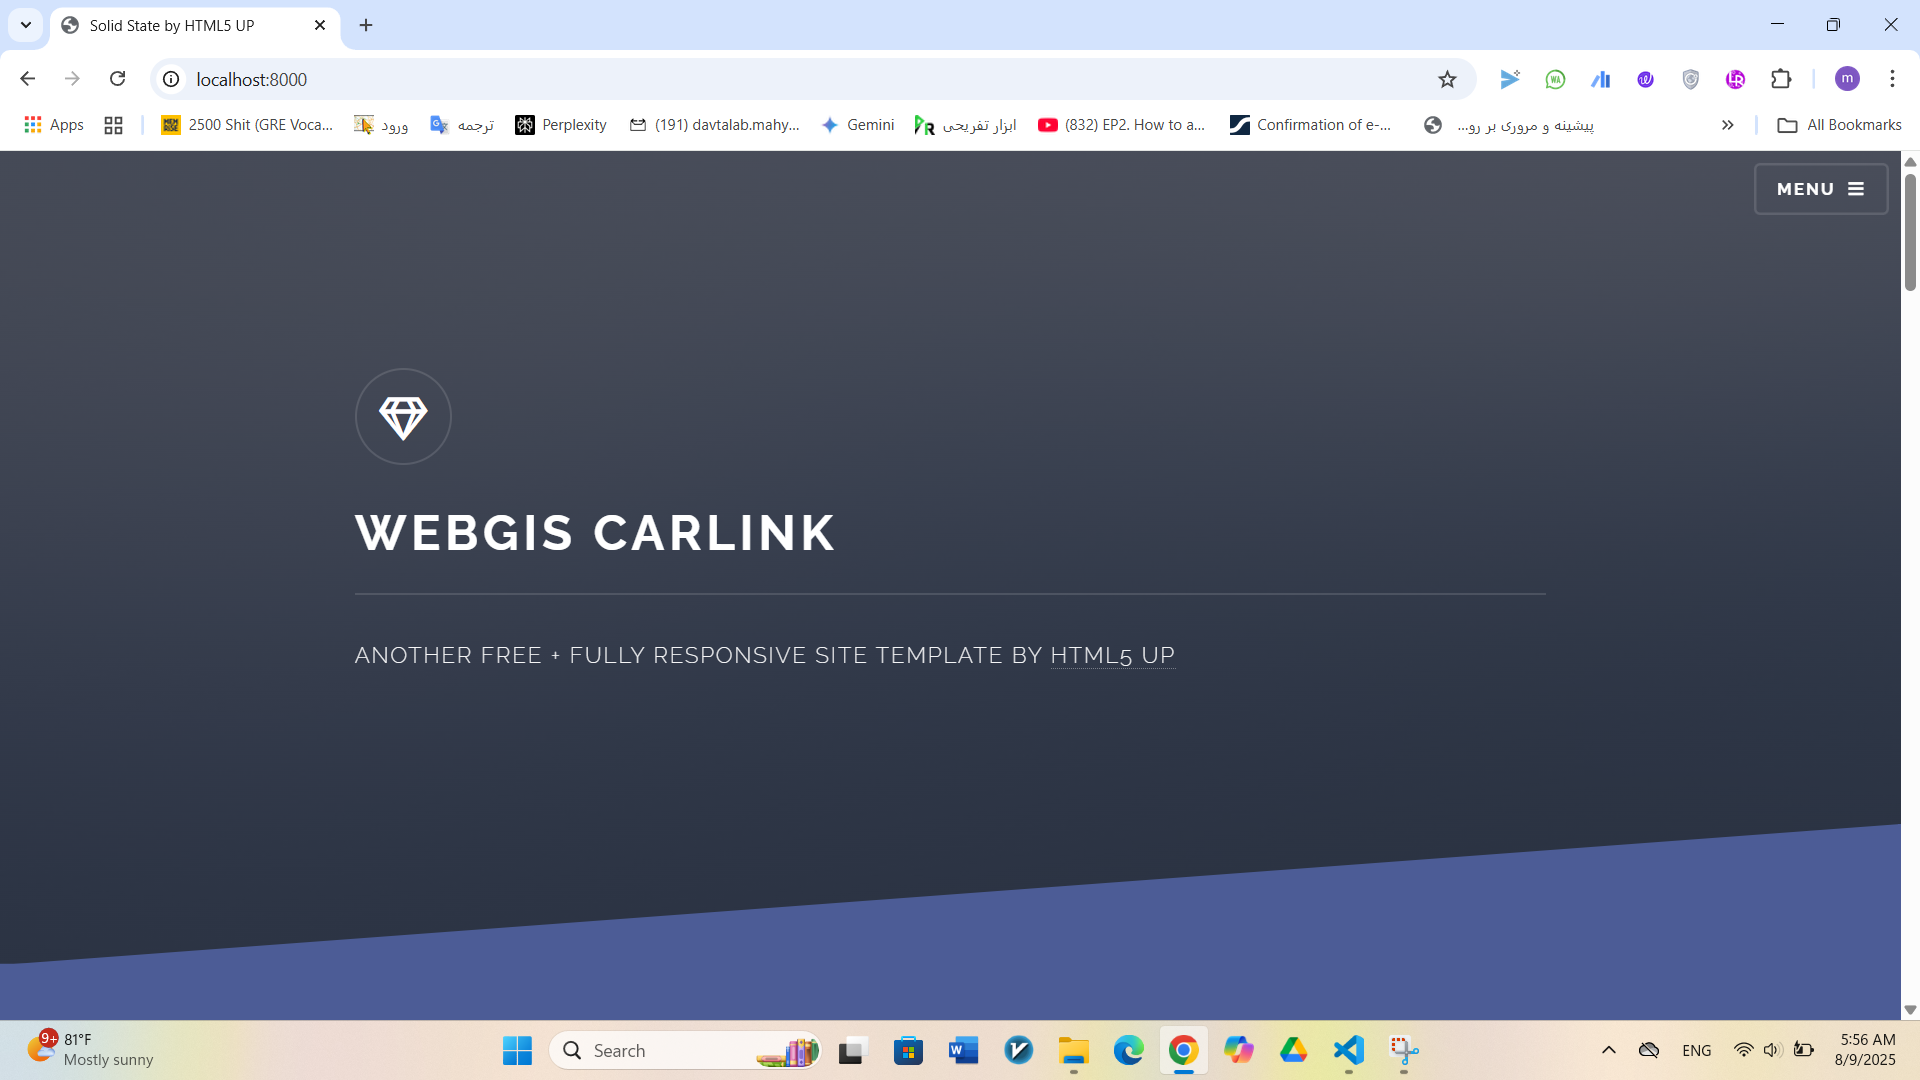 Solid State by HTML5 UP
localhost:8000
m
Apps
2500 Shit (GRE Voca...
ورود
ترجمه
Perplexity
(191) davtalab.mahy...
Gemini
ابزار تفریحی
(832) EP2. How to a...
Confirmation of e-...
پیشینه و مروری بر رو...
All Bookmarks
MENU
WEBGIS CARLINK
ANOTHER FREE + FULLY RESPONSIVE SITE TEMPLATE BY HTML5 UP
9+
81°F
Mostly sunny
Search
ENG
5:56 AM
8/9/2025